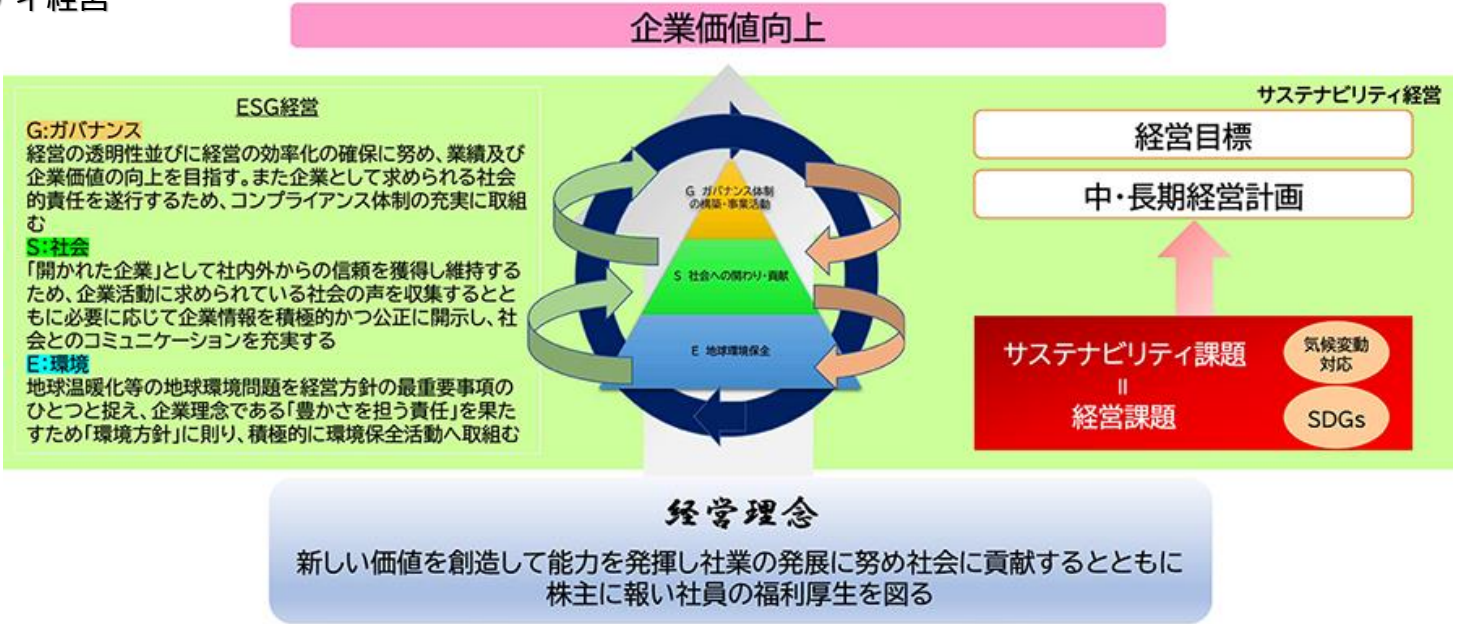 ィ経営
企業価値向上
ESG経営
G:ガバナンス
経営の透明性並びに経営の効率化の確保に努め、業績及び
企業価値の向上を目指す。また企業として求められる社会
的責任を遂行するため、コンプライアンス体制の充実に取組
む
S:社会
「開かれた企業」として社内外からの信頼を獲得し維持する
ため、企業活動に求められている社会の声を収集するとと
もに必要に応じて企業情報を積極的かつ公正に開示し、社
会とのコミュニケーションを充実する
E:環境
地球温暖化等の地球環境問題を経営方針の最重要事項の
ひとつと捉え、企業理念である「豊かさを担う責任」を果た
すため「環境方針」に則り、積極的に環境保全活動へ取組む
G ガバナンス体制
の構築・事業活動
S 社会への関わり・貢献
E 地球環境保全
サステナビリティ経営
経営目標
中・長期経営計画
サステナビリティ課題
=
経営課題
気候変動
対応
SDGs
経営理念
新しい価値を創造して能力を発揮し社業の発展に努め社会に貢献するとともに
株主に報い社員の福利厚生を図る